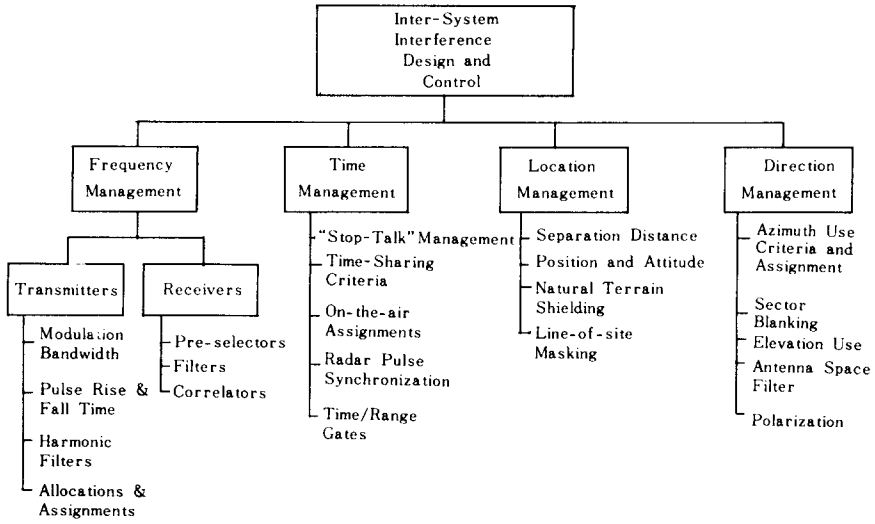 Inter-System
Interference
Design and
Control
Frequency
Management
Transmitters
Modulation
Bandwidth
Pulse Rise &
Fall Time
Harmonic
Filters
Allocations &
Assignments
Receivers
Pre-selectors
Filters
Correlators
Time
Management
"Stop-Talk" Management
Time-Sharing
Criteria
On-the-air
Assignments
Radar Pulse
Synchronization
Time/Range
Gates
Location
Management
Separation Distance
Position and Attitude
Natural Terrain
Shielding
Line-of-site
Masking
Direction
Management
Azimuth Use
Criteria and
Assignment
Sector
Blanking
Elevation Use
Antenna Space
Filter
Polarization